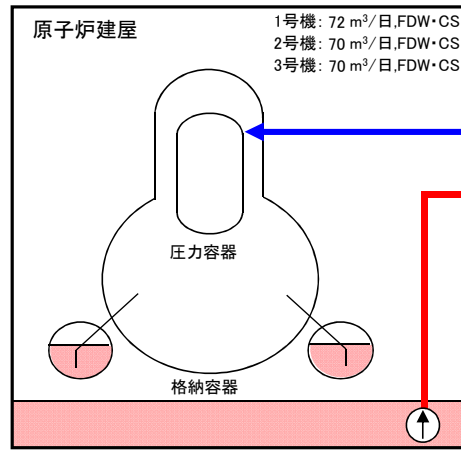 原子炉建屋
1号機: 72 m³/日,FDW・CS
2号機: 70 m³/日,FDW・CS
3号機: 70 m³/日,FDW・CS
圧力容器
格納容器